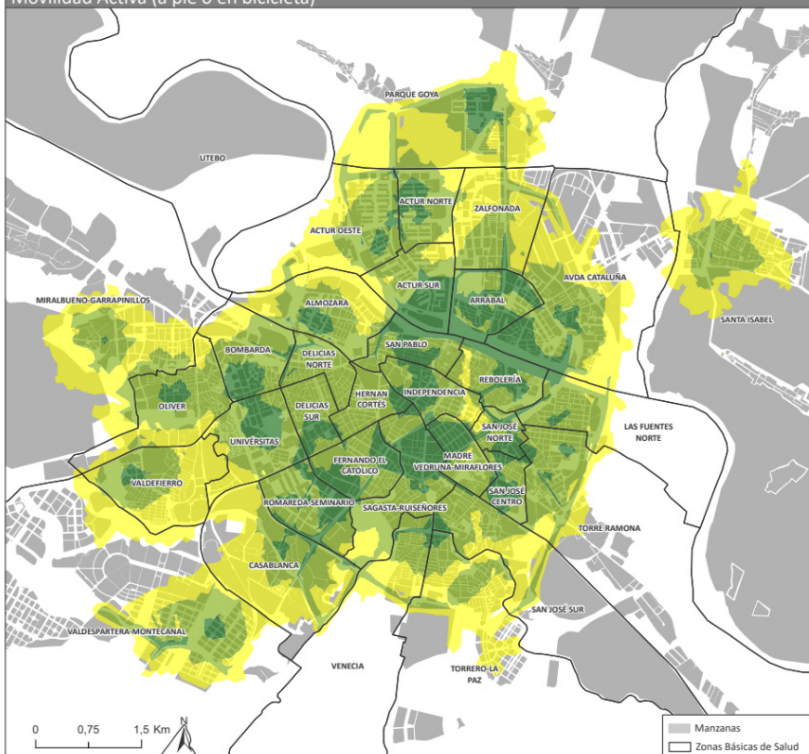 Movilidad Activa (a pie o en bicicleta)
PARQUE GOYA
UTEBO
ACTUR NORTE
ZALFONADA
ACTUR OESTE
AVDA CATALUÑA
ACTUR SUR
MIRALBUENO-GARRAPINILLOS
ALMOZARA
ARRABAL
SANTA ISABEL
SAN PABLO
BOMBARDA
DELICIAS
NORTE
REBOLERÍA
HERNAN
CORTÉS
INDEPENDENCIA
OLIVER
DELICIAS
SUR
SAN JOSÉ
NORTE
LAS FUENTES
NORTE
UNIVERSITAS
MADRE
VEDRUNA-MIRAFLORES
FERNANDO EL
CATÓLICO
VALDEFIERRO
SAN JOSÉ
CENTRO
ROMAREDA-SEMINARIO
SAGASTA-RUISEÑORES
TORRE RAMONA
CASABLANCA
SAN JOSÉ SUR
VALDESPARTERA-MONTECANAL
VENECIA
TORRERO-LA
PAZ
0 0,75 1,5 Km
N
Manzanas
Zonas Básicas de Salud